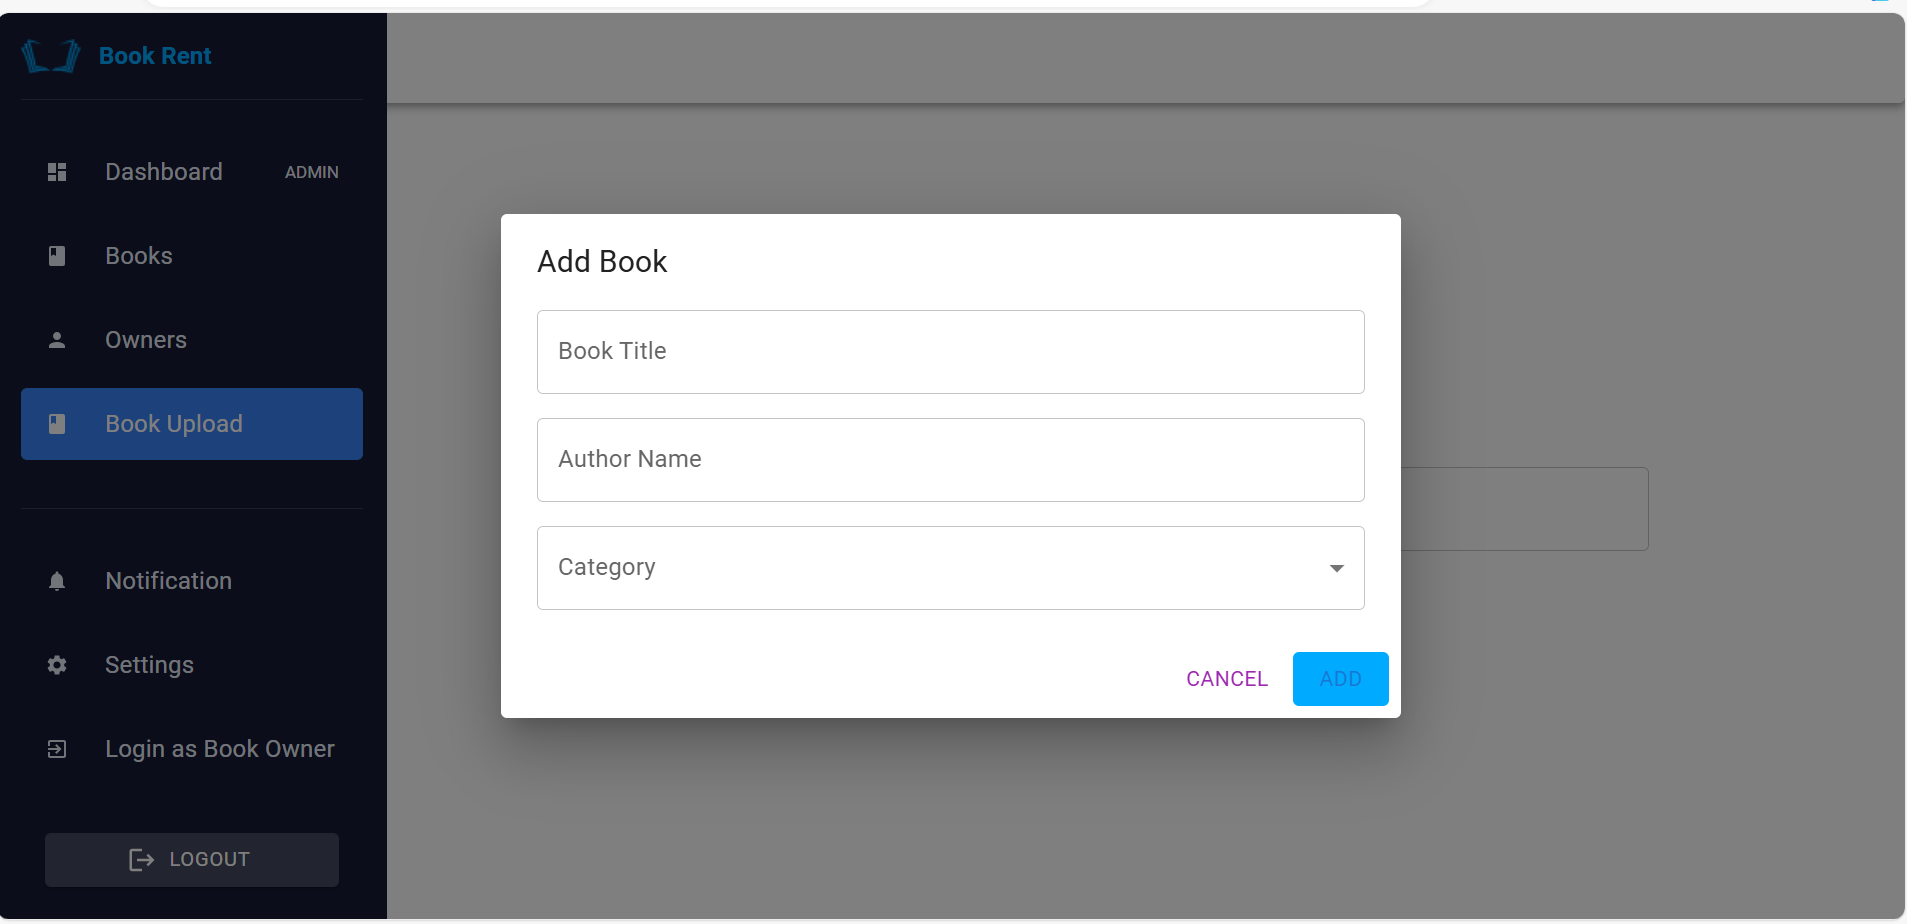 Book Rent
Dashboard ADMIN
Books
Owners
Book Upload
Notification
Settings
Login as Book Owner
LOGOUT
Add Book
Book Title
Author Name
Category
CANCEL ADD